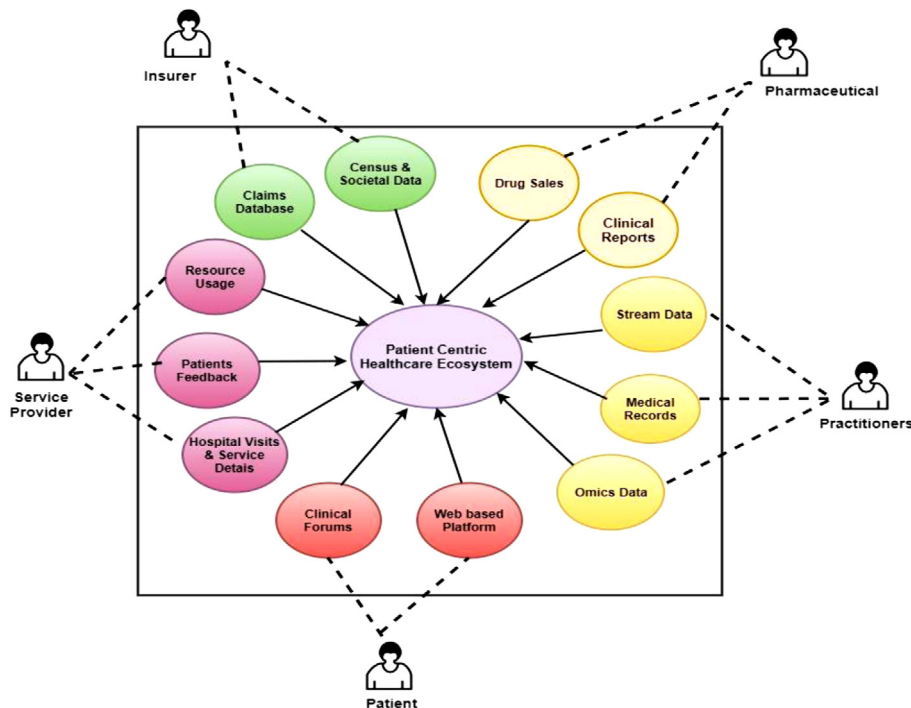 Insurer
Pharmaceutical
Census &
Societal Data
Drug Sales
Claims
Database
Clinical
Reports
Resource
Usage
Stream Data
Patient Centric
Healthcare Ecosystem
Patients
Feedback
Service
Provider
Medical
Records
Practitioners
Hospital Visits
& Service
Detais
Omics Data
Clinical
Forums
Web based
Platform
Patient